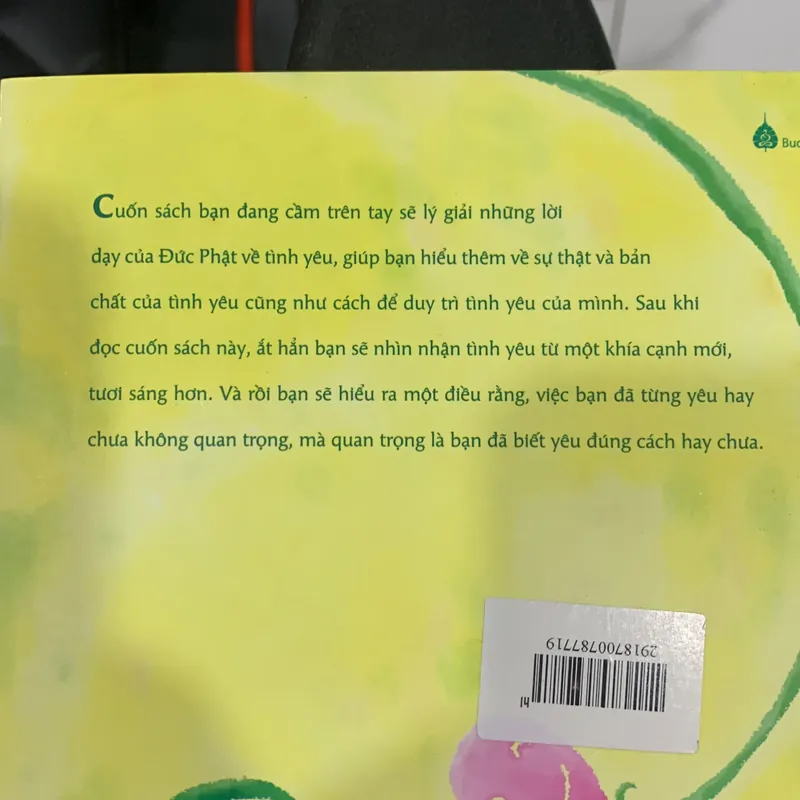 Cuốn sách bạn đang cầm trên tay sẽ lý giải những lời
dạy của Đức Phật về tình yêu, giúp bạn hiểu thêm về sự thật và bản
chất của tình yêu cũng như cách để duy trì tình yêu của mình. Sau khi
đọc cuốn sách này, ắt hẳn bạn sẽ nhìn nhận tình yêu từ một khía cạnh mới,
tươi sáng hơn. Và rồi bạn sẽ hiểu ra một điều rằng, việc bạn đã từng yêu hay
chưa không quan trọng, mà quan trọng là bạn đã biết yêu đúng cách hay chưa.
2918700787719